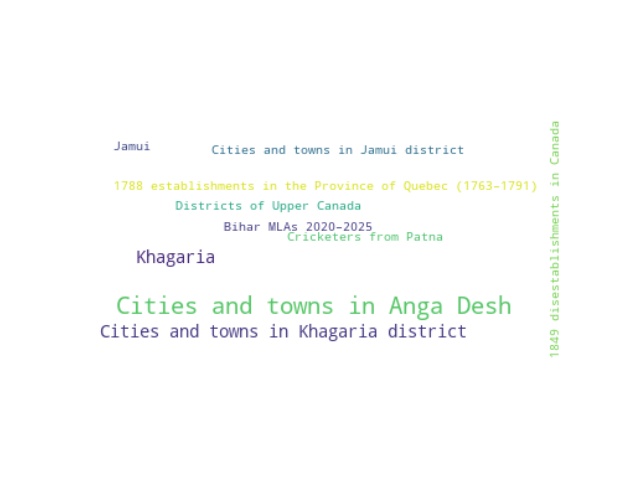 Jamui
Cities and towns in Jamui district
1788 establishments in the Province of Quebec (1763–1791)
Districts of Upper Canada
Bihar MLAs 2020–2025
Cricketers from Patna
Khagaria
Cities and towns in Anga Desh
Cities and towns in Khagaria district
1849 disestablishments in Canada